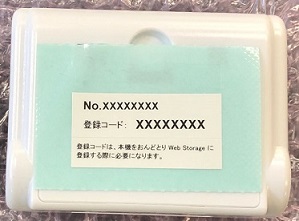 No.XXXXXXXX
登録コード： XXXXXXXX
登録コードは、本機をおんどとり Web Storage に
登録する際に必要になります。